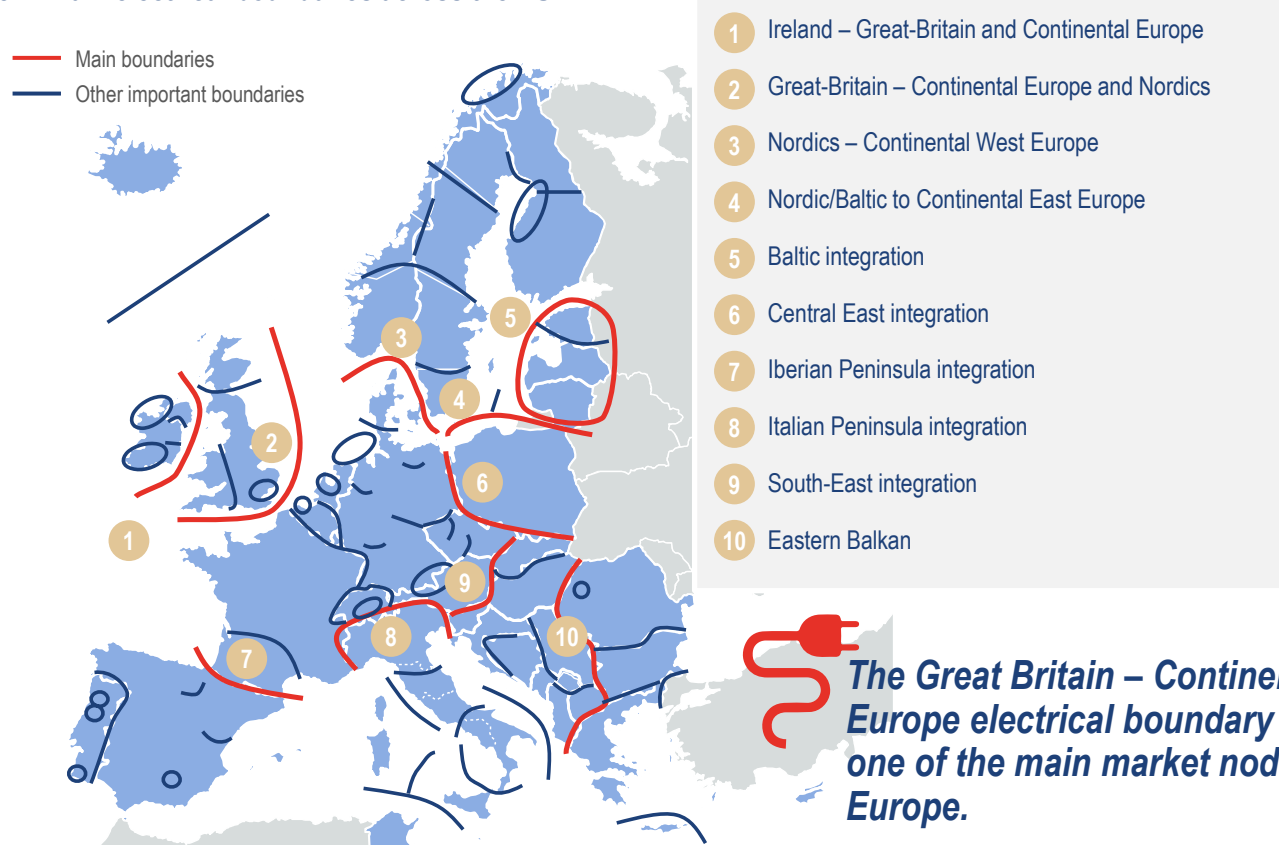 Main boundaries
Other important boundaries
1 Ireland – Great-Britain and Continental Europe
2 Great-Britain – Continental Europe and Nordics
3 Nordics – Continental West Europe
4 Nordic/Baltic to Continental East Europe
5 Baltic integration
6 Central East integration
7 Iberian Peninsula integration
8 Italian Peninsula integration
9 South-East integration
10 Eastern Balkan
3
5
4
2
6
1
9
8
10
7
The Great Britain –
Europe electrical boundary
one of the main market
Europe.